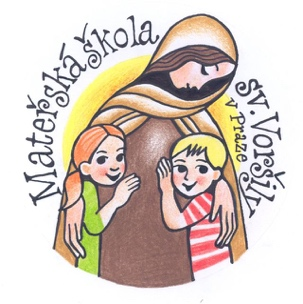 Mateřská škola
sv. Voršily
v Praze